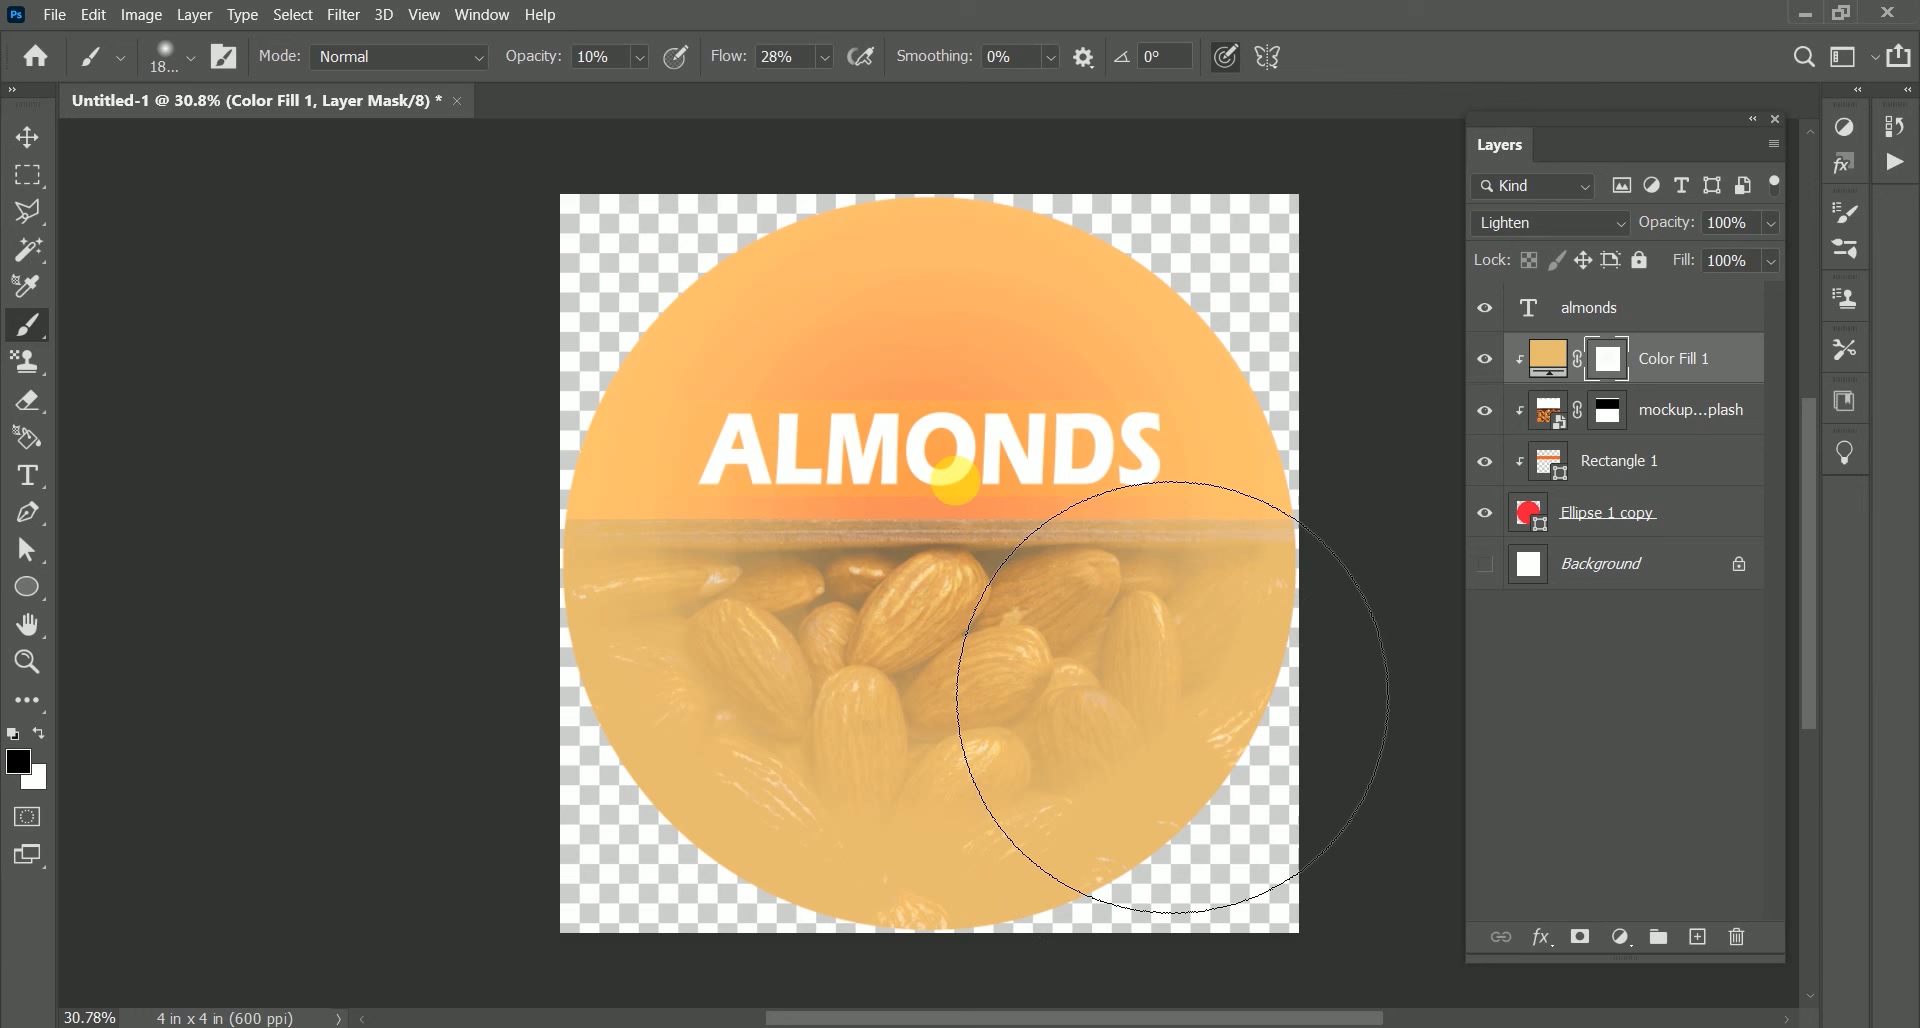 Ps File Edit Image Layer Type Select Filter 3D View Window Help
18... Mode: Normal Opacity: 10% Flow: 28% Smoothing: 0% 0°
Untitled-1 @ 30.8% (Color Fill 1, Layer Mask/8) *
ALMONDS
Layers
Kind
Lighten Opacity: 100%
Lock: Fill: 100%
almonds
Color Fill 1
mockup...plash
Rectangle 1
Ellipse 1 copy
Background
fx
fx
30.78% 4 in x 4 in (600 ppi)